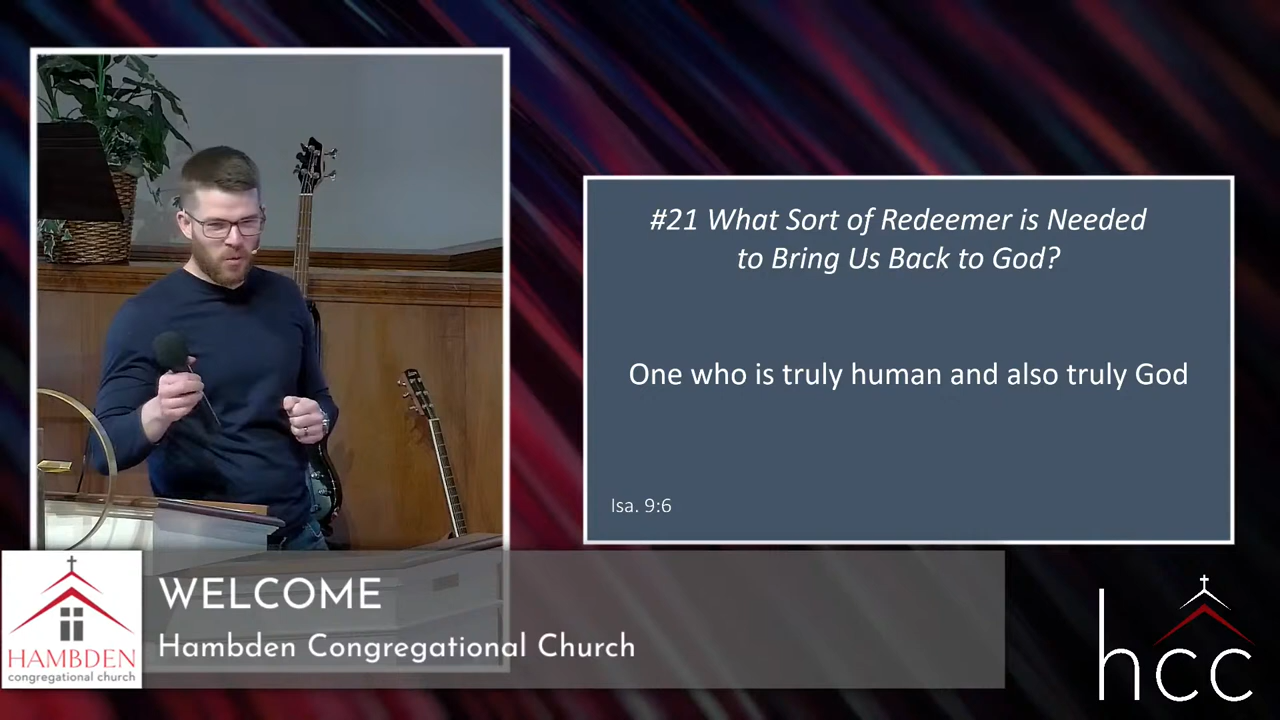 #21 What Sort of Redeemer is Needed
to Bring Us Back to God?
One who is truly human and also truly God
Isa. 9:6
WELCOME
Hambden Congregational Church
HAMBDEN
congregational church
hcc